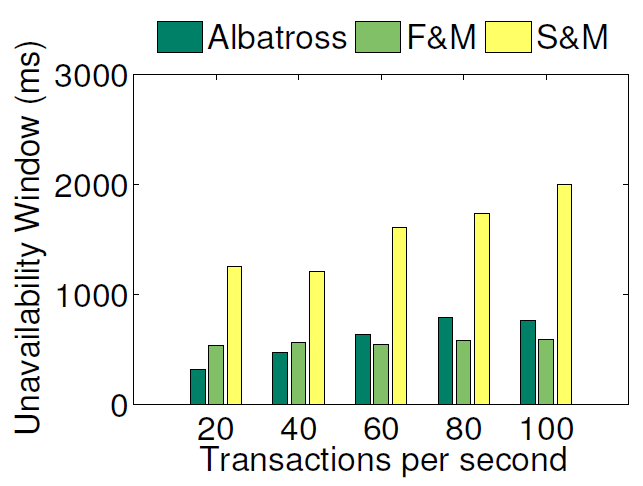 Albatross F&M S&M
Unavailability Window (ms)
3000
2000
1000
0
20 40 60 80 100
Transactions per second